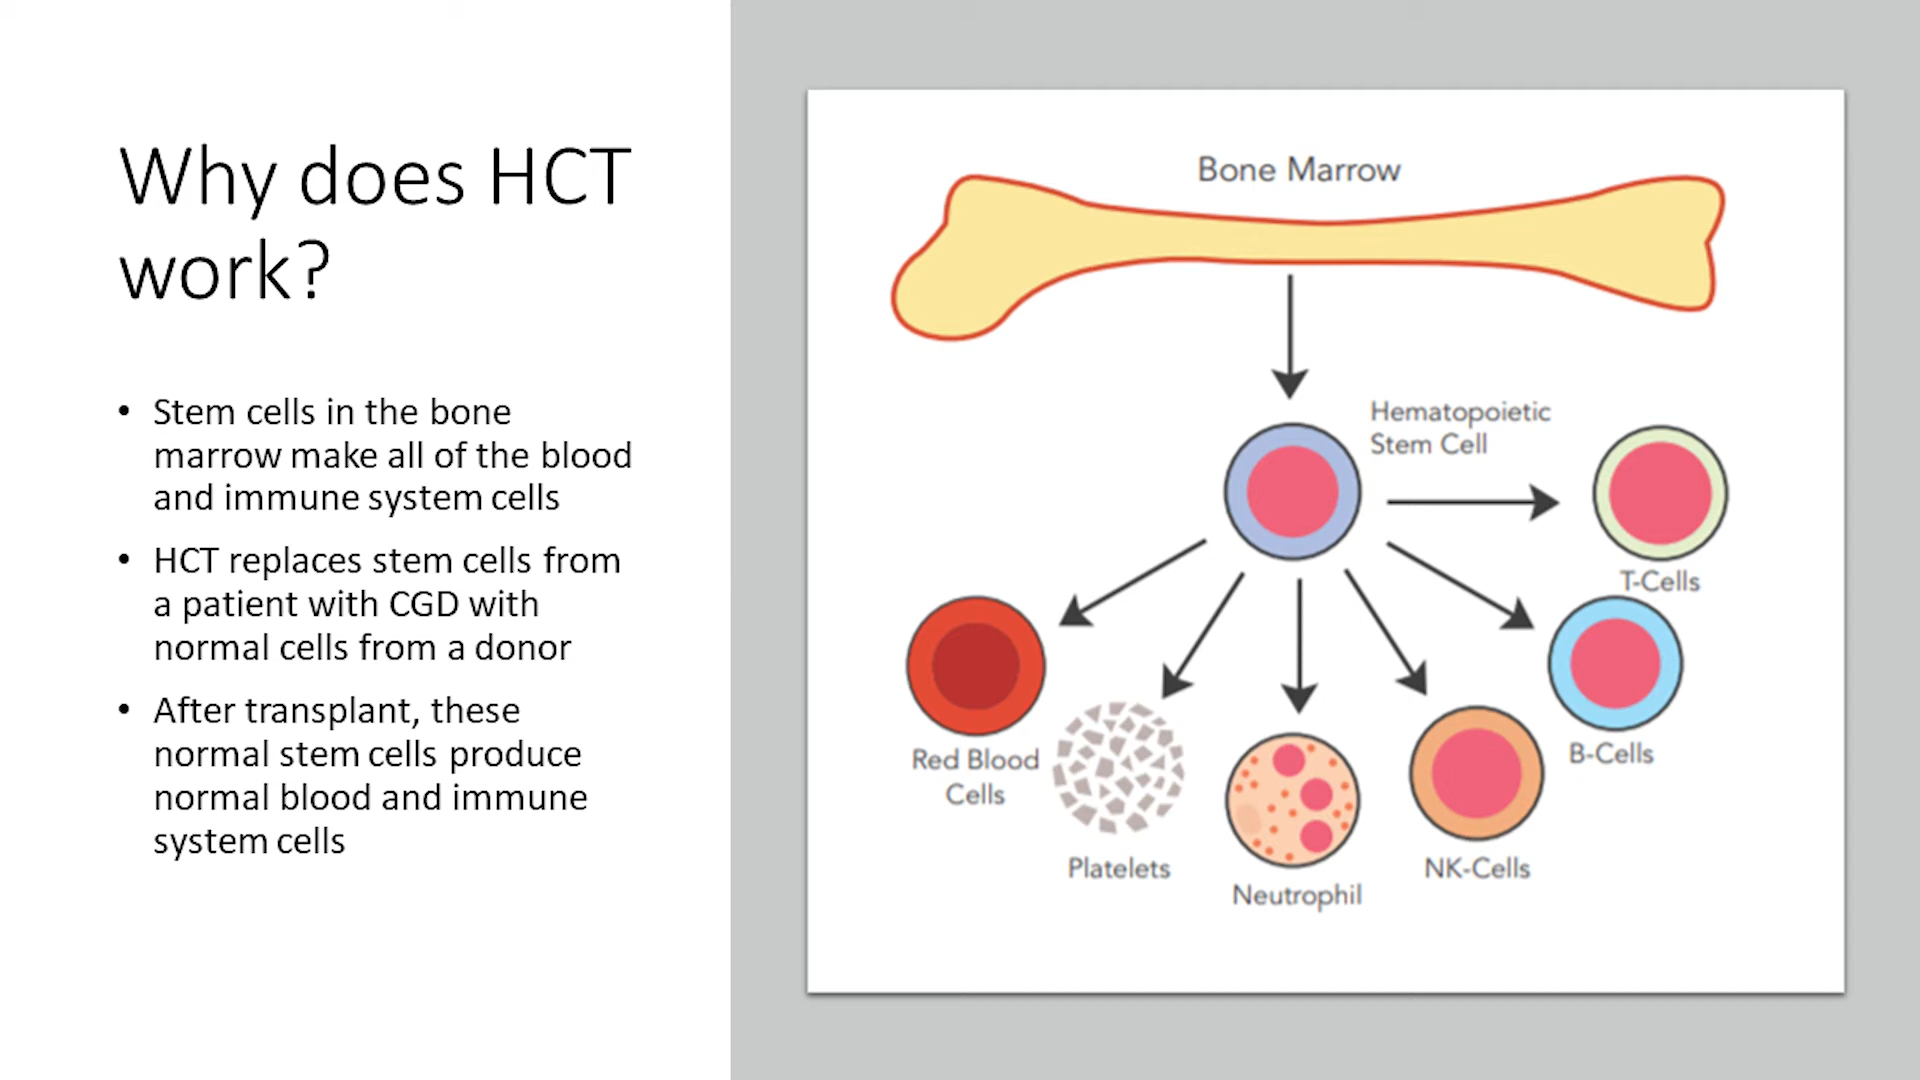 Why does HCT
work?
• Stem cells in the bone
marrow make all of the blood
and immune system cells
• HCT replaces stem cells from
a patient with CGD with
normal cells from a donor
• After transplant, these
normal stem cells produce
normal blood and immune
system cells
Bone Marrow
Hematopoietic
Stem Cell
T-Cells
B-Cells
Red Blood
Cells
Platelets
Neutrophil
NK-Cells